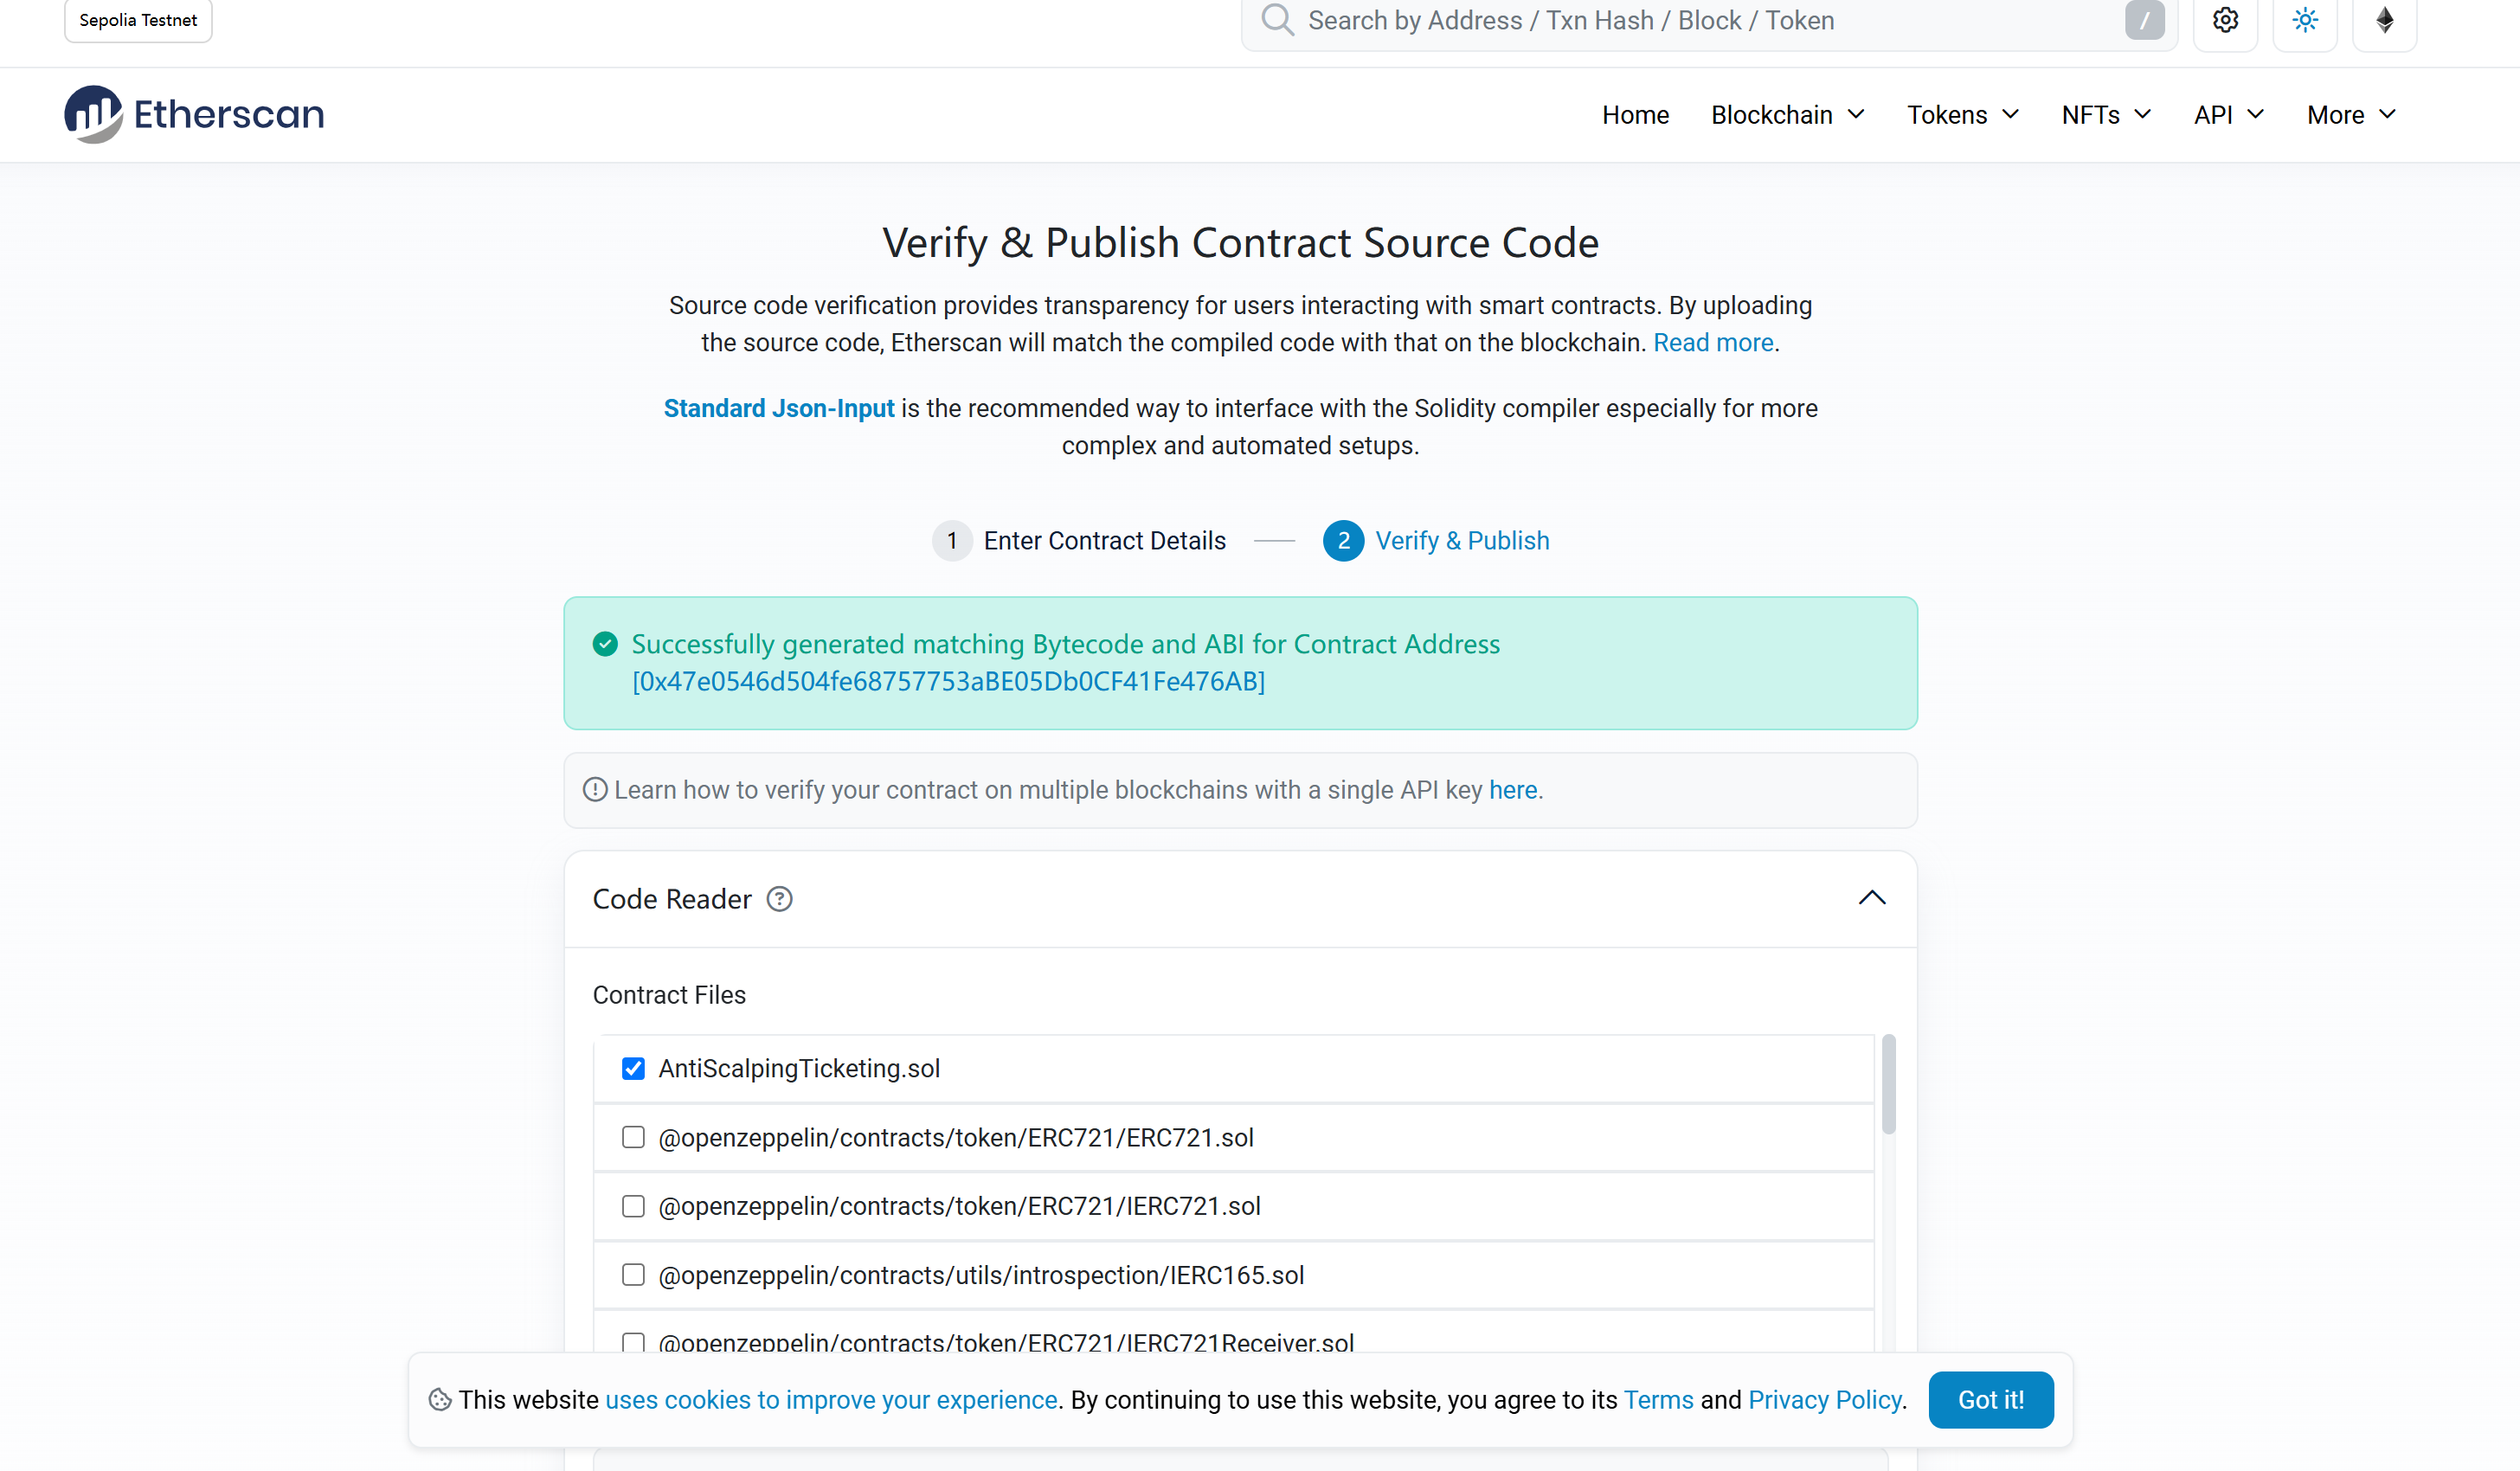 Sepolia Testnet
Search by Address / Txn Hash / Block / Token
/
Etherscan
Home
Blockchain
Tokens
NFTs
API
More
Verify & Publish Contract Source Code
Source code verification provides transparency for users interacting with smart contracts. By uploading
the source code, Etherscan will match the compiled code with that on the blockchain. Read more.
Standard Json-Input is the recommended way to interface with the Solidity compiler especially for more
complex and automated setups.
1 Enter Contract Details
2 Verify & Publish
Successfully generated matching Bytecode and ABI for Contract Address
[0x47e0546d504fe68757753aBE05Db0CF41Fe476AB]
Learn how to verify your contract on multiple blockchains with a single API key here.
Code Reader
Contract Files
AntiScalpingTicketing.sol
@openzeppelin/contracts/token/ERC721/ERC721.sol
@openzeppelin/contracts/token/ERC721/IERC721.sol
@openzeppelin/contracts/utils/introspection/IERC165.sol
@openzeppelin/contracts/token/ERC721/IERC721Receiver.sol
This website uses cookies to improve your experience. By continuing to use this website, you agree to its Terms and Privacy Policy.
Got it!